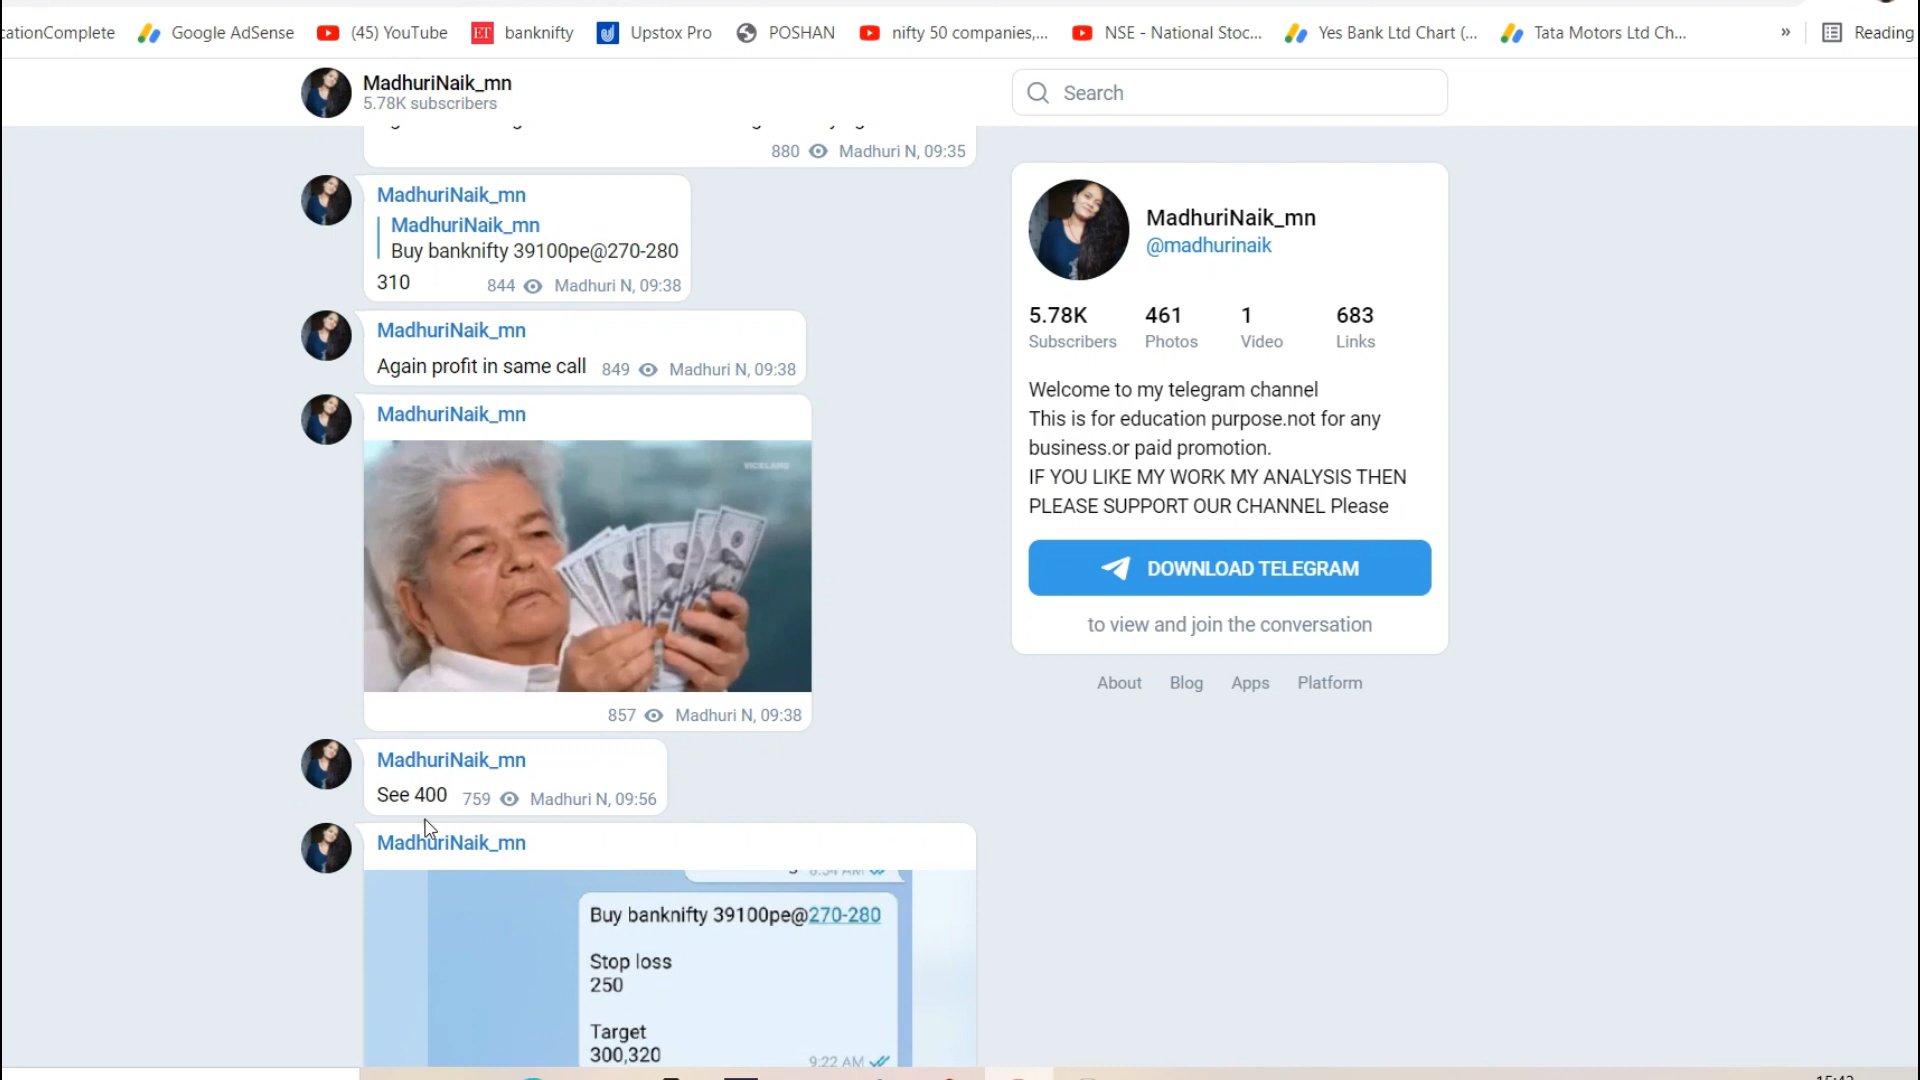 cationComplete
Google AdSense
(45) YouTube
ET banknifty
Upstox Pro
POSHAN
nifty 50 companies,...
NSE - National Stoc...
Yes Bank Ltd Chart (...
Tata Motors Ltd Ch...
»
Reading
MadhuriNaik_mn
5.78K subscribers
Search
880 Madhuri N, 09:35
MadhuriNaik_mn
MadhuriNaik_mn
Buy banknifty 39100pe@270-280
310 844 Madhuri N, 09:38
MadhuriNaik_mn
Again profit in same call 849 Madhuri N, 09:38
MadhuriNaik_mn
VICELAND
857 Madhuri N, 09:38
MadhuriNaik_mn
See 400 759 Madhuri N, 09:56
MadhuriNaik_mn
8:54 AM
Buy banknifty 39100pe@270-280
Stop loss
250
Target
300,320
9:22 AM
MadhuriNaik_mn
@madhurinaik
5.78K 461 1 683
Subscribers Photos Video Links
Welcome to my telegram channel
This is for education purpose.not for any
business.or paid promotion.
IF YOU LIKE MY WORK MY ANALYSIS THEN
PLEASE SUPPORT OUR CHANNEL Please
DOWNLOAD TELEGRAM
to view and join the conversation
About Blog Apps Platform